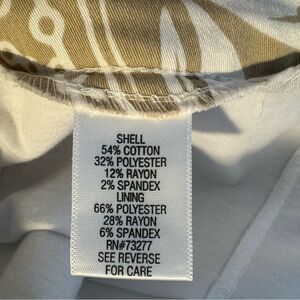 SHELL
54% COTTON
32% POLYESTER
12% RAYON
2% SPANDEX
LINING
66% POLYESTER
28% RAYON
6% SPANDEX
RN#73277
SEE REVERSE
FOR CARE